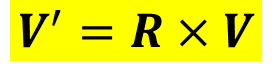 V′ = R × V